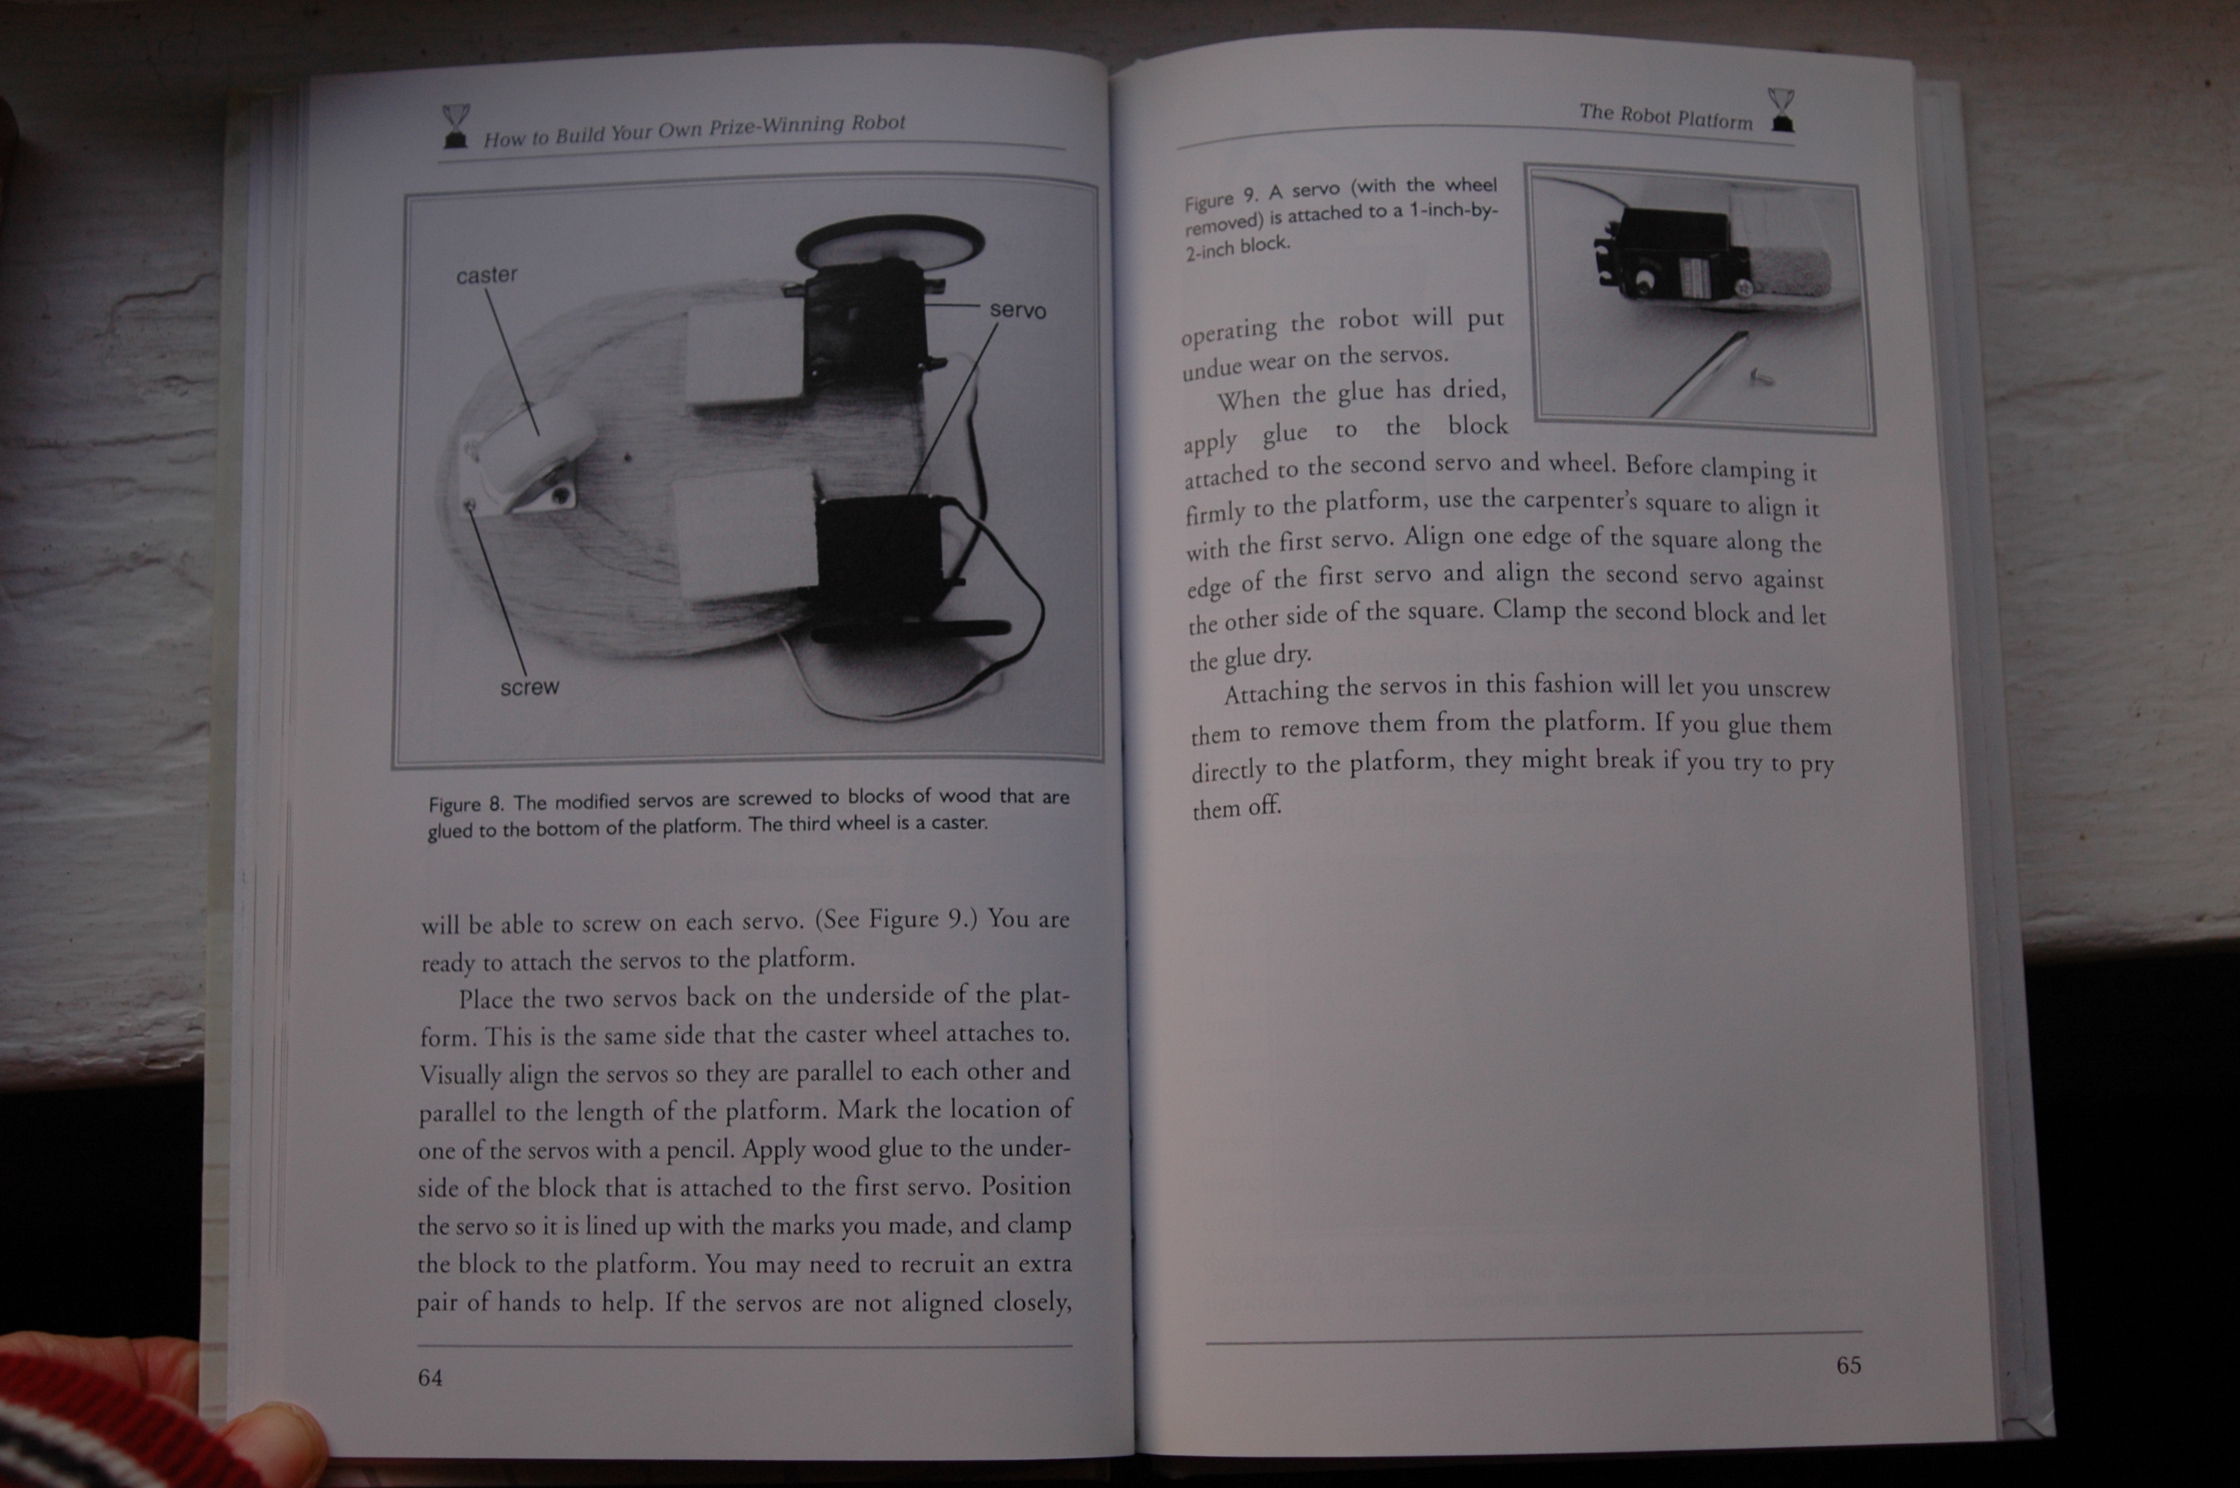 How to Build Your Own Prize-Winning Robot
caster
servo
screw
Figure 8. The modified servos are screwed to blocks of wood that are
glued to the bottom of the platform. The third wheel is a caster.
will be able to screw on each servo. (See Figure 9.) You are
ready to attach the servos to the platform.
Place the two servos back on the underside of the plat-
form. This is the same side that the caster wheel attaches to.
Visually align the servos so they are parallel to each other and
parallel to the length of the platform. Mark the location of
one of the servos with a pencil. Apply wood glue to the under-
side of the block that is attached to the first servo. Position
the servo so it is lined up with the marks you made, and clamp
the block to the platform. You may need to recruit an extra
pair of hands to help. If the servos are not aligned closely,
64
The Robot Platform
Figure 9. A servo (with the wheel
removed) is attached to a 1-inch-by-
2-inch block.
operating the robot will put
undue wear on the servos.
When the glue has dried,
apply glue to the block
attached to the second servo and wheel. Before clamping it
firmly to the platform, use the carpenter's square to align it
with the first servo. Align one edge of the square along the
edge of the first servo and align the second servo against
the other side of the square. Clamp the second block and let
the glue dry.
Attaching the servos in this fashion will let you unscrew
them to remove them from the platform. If you glue them
directly to the platform, they might break if you try to pry
them off.
65